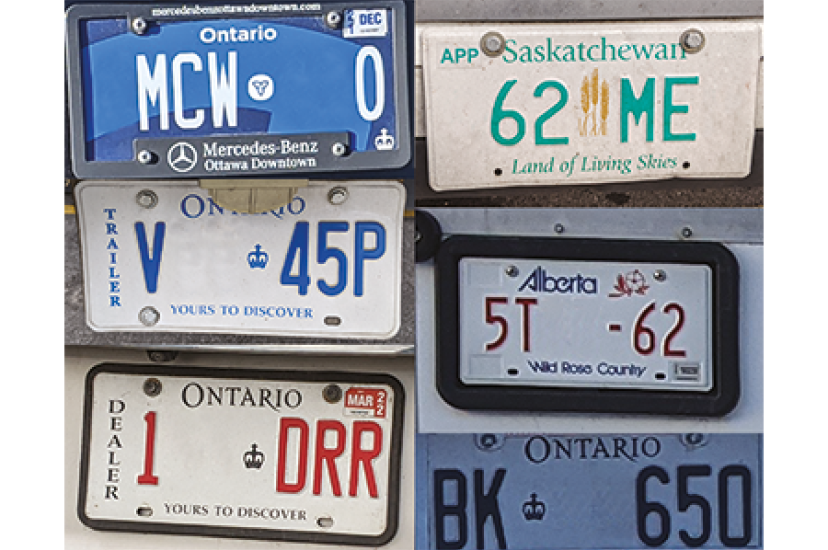 mercedesbensottawadowntown.com
DEC
Ontario
MCW 0
Mercedes-Benz
Ottawa Downtown
ONTARIO
TRAILER
V 45P
YOURS TO DISCOVER
ONTARIO
MAR 22
DEALER
1 DRR
YOURS TO DISCOVER
APP Saskatchewan
62 ME
Land of Living Skies
Alberta
5T -62
Wild Rose Country
ONTARIO
BK 650